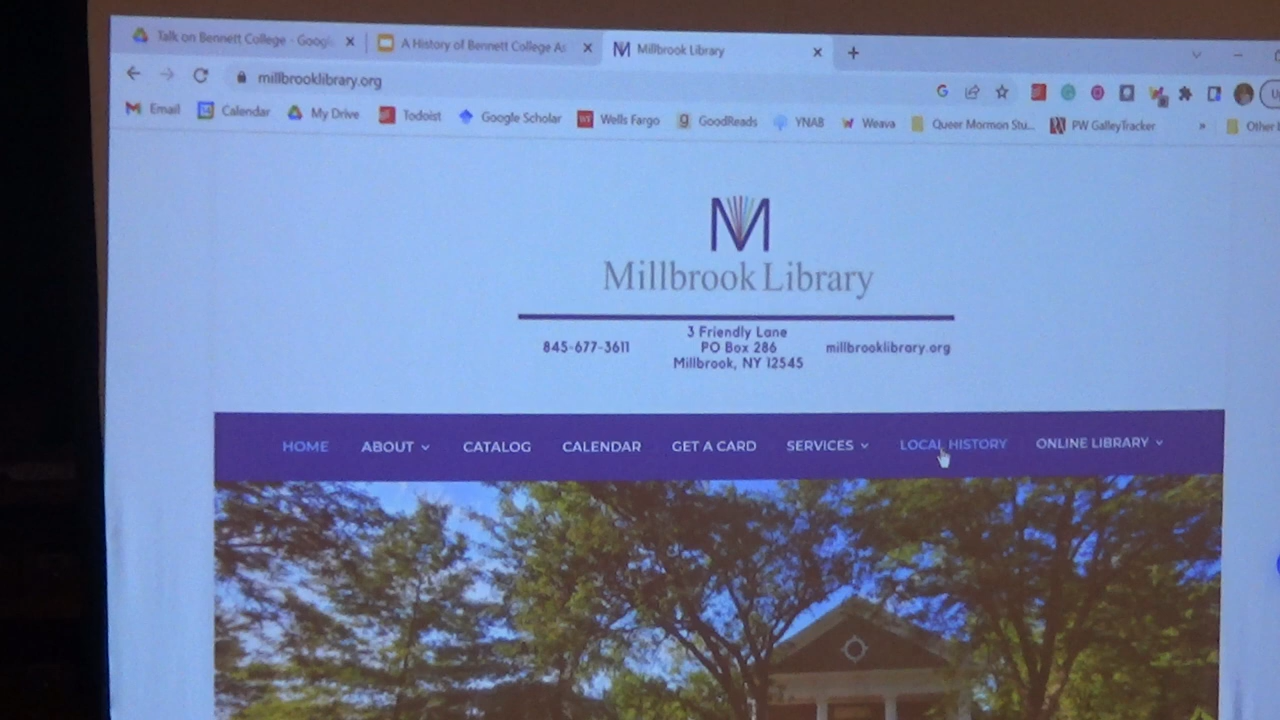 Talk on Bennett College - Googl
A History of Bennett College As
Millbrook Library
millbrooklibrary.org
Email
Calendar
My Drive
Todoist
Google Scholar
Wells Fargo
GoodReads
YNAB
Weava
Queer Mormon Stu...
PW GalleyTracker
»
Other
M
Millbrook Library
845-677-3611
3 Friendly Lane
PO Box 286
Millbrook, NY 12545
millbrooklibrary.org
HOME ABOUT CATALOG CALENDAR GET A CARD SERVICES LOCAL HISTORY ONLINE LIBRARY